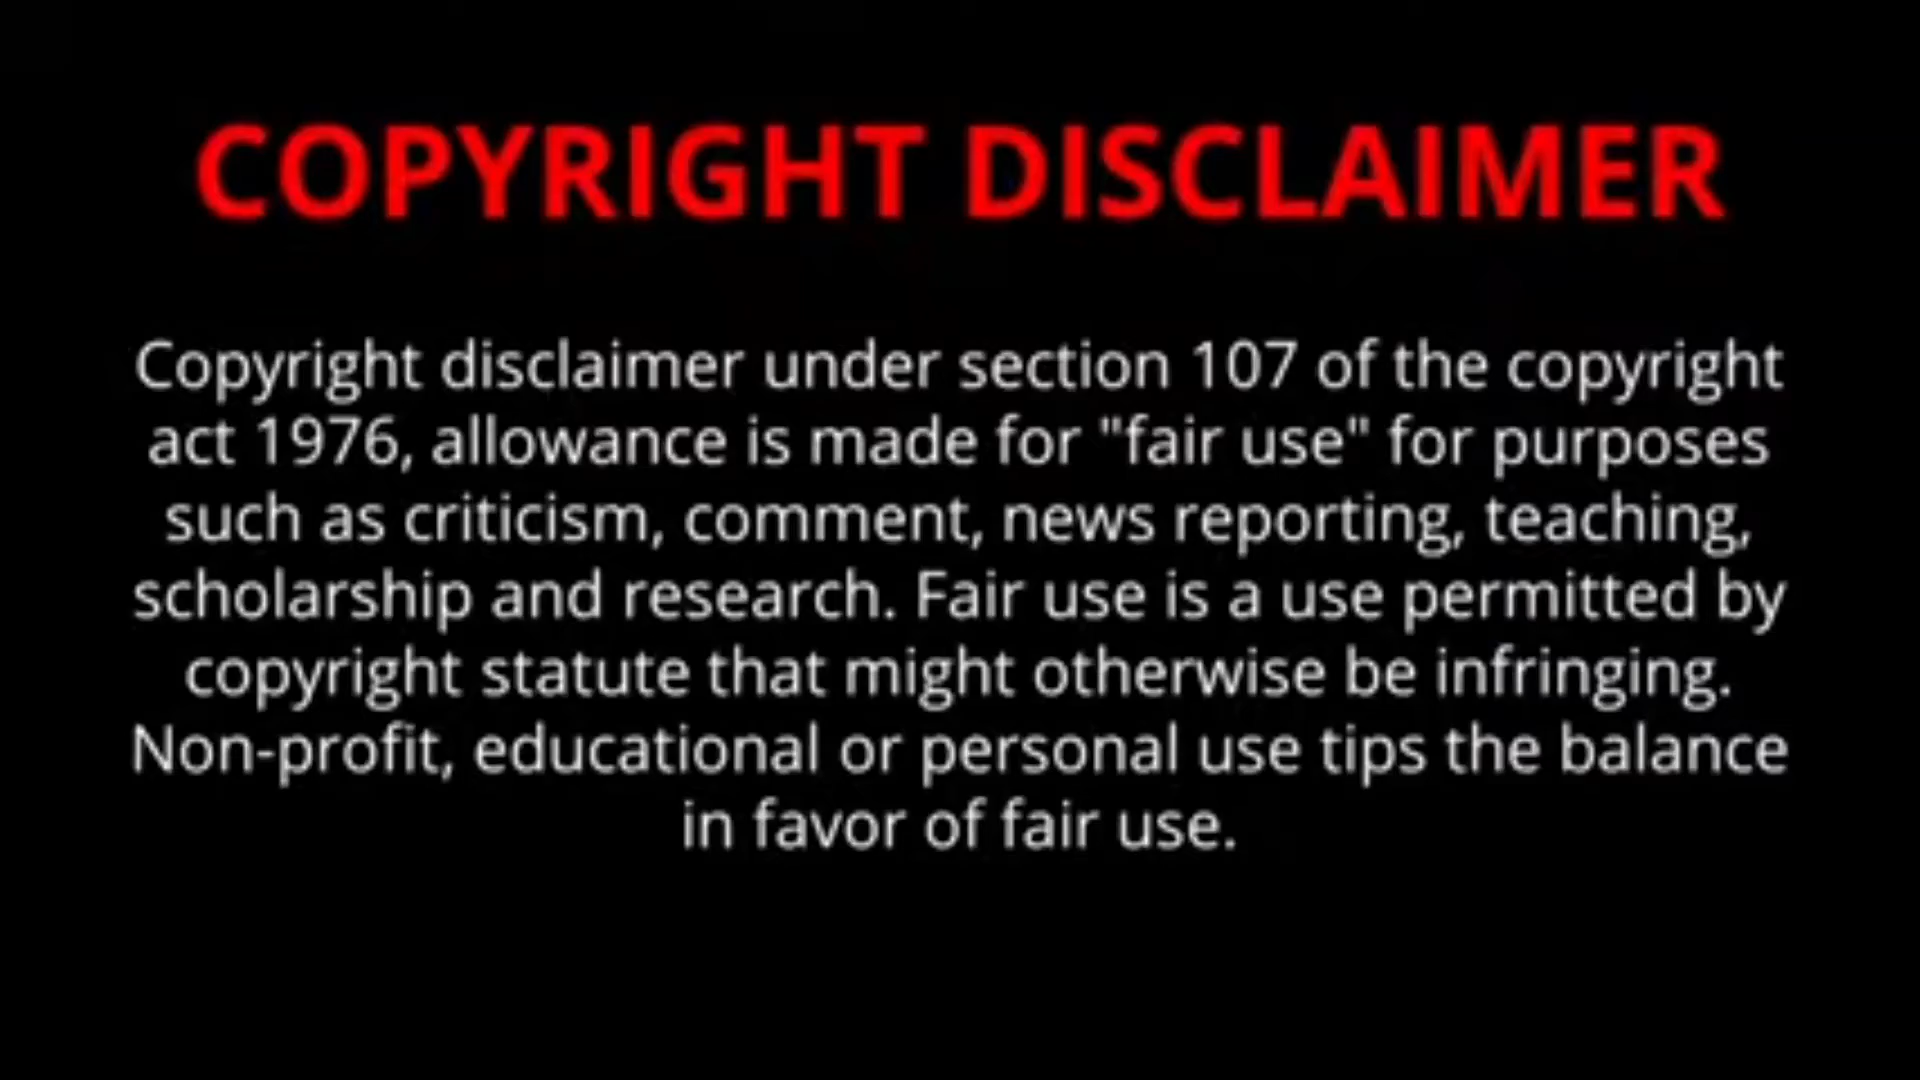 COPYRIGHT DISCLAIMER
Copyright disclaimer under section 107 of the copyright
act 1976, allowance is made for "fair use" for purposes
such as criticism, comment, news reporting, teaching,
scholarship and research. Fair use is a use permitted by
copyright statute that might otherwise be infringing.
Non-profit, educational or personal use tips the balance
in favor of fair use.